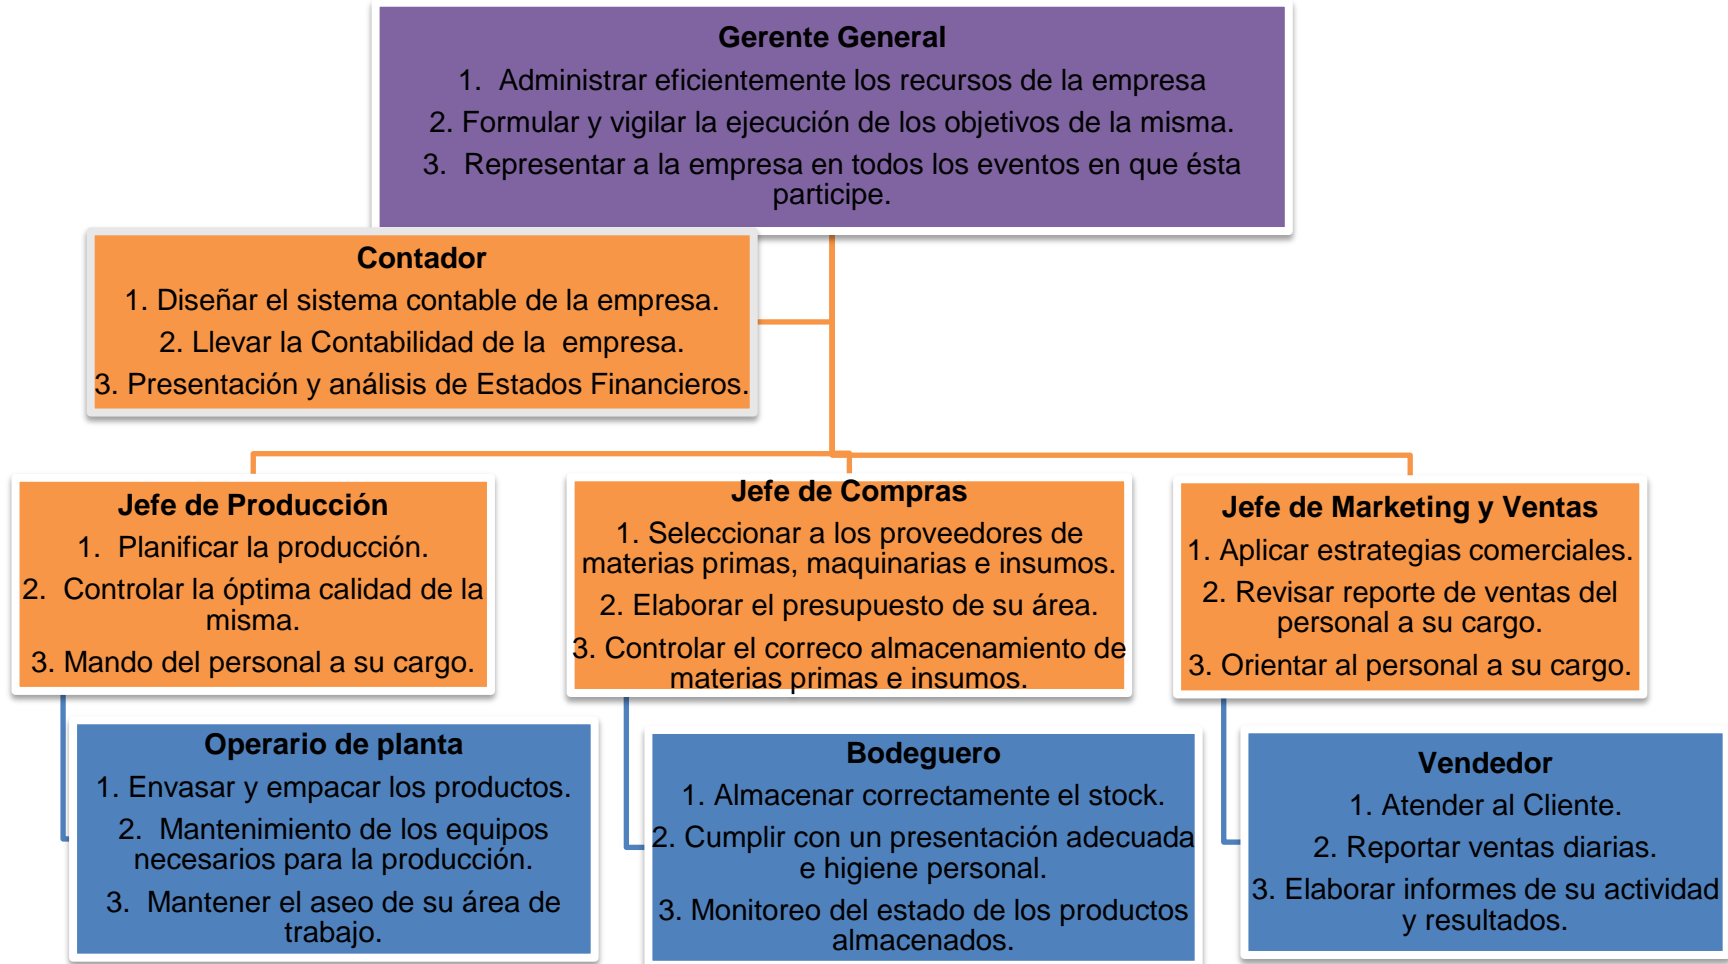 Gerente General
1. Administrar eficientemente los recursos de la empresa
2. Formular y vigilar la ejecución de los objetivos de la misma.
3. Representar a la empresa en todos los eventos en que ésta
participe.
Contador
1. Diseñar el sistema contable de la empresa.
2. Llevar la Contabilidad de la empresa.
3. Presentación y análisis de Estados Financieros.
Jefe de Producción
1. Planificar la producción.
2. Controlar la óptima calidad de la
misma.
3. Mando del personal a su cargo.
Jefe de Compras
1. Seleccionar a los proveedores de
materias primas, maquinarias e insumos.
2. Elaborar el presupuesto de su área.
3. Controlar el correco almacenamiento de
materias primas e insumos.
Jefe de Marketing y Ventas
1. Aplicar estrategias comerciales.
2. Revisar reporte de ventas del
personal a su cargo.
3. Orientar al personal a su cargo.
Operario de planta
1. Envasar y empacar los productos.
2. Mantenimiento de los equipos
necesarios para la producción.
3. Mantener el aseo de su área de
trabajo.
Bodeguero
1. Almacenar correctamente el stock.
2. Cumplir con un presentación adecuada
e higiene personal.
3. Monitoreo del estado de los productos
almacenados.
Vendedor
1. Atender al Cliente.
2. Reportar ventas diarias.
3. Elaborar informes de su actividad
y resultados.